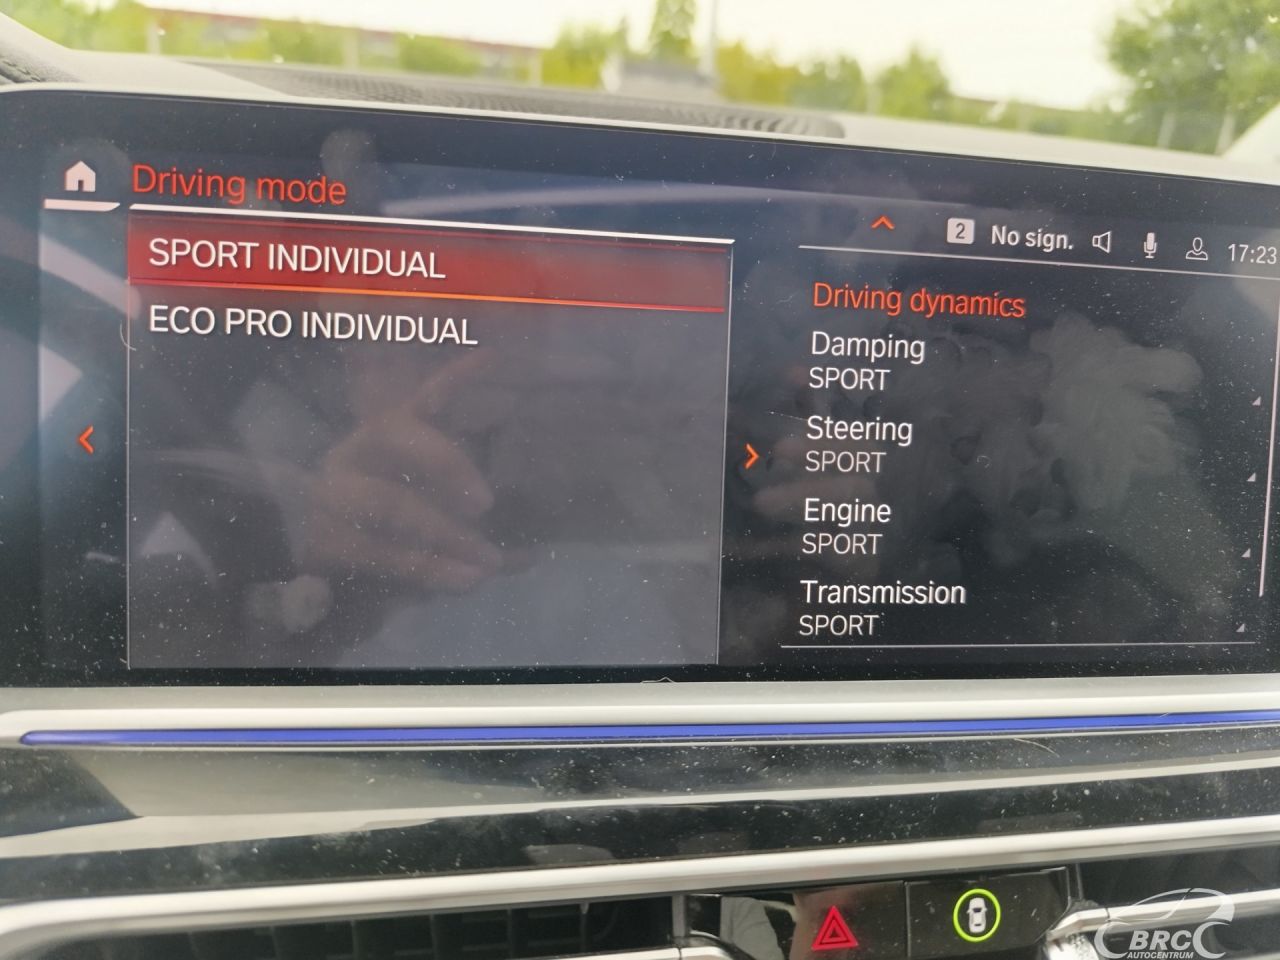 Driving mode
SPORT INDIVIDUAL
ECO PRO INDIVIDUAL
2 No sign. 17:23
Driving dynamics
Damping
SPORT
Steering
SPORT
Engine
SPORT
Transmission
SPORT
BRC
AUTOCENTRUM